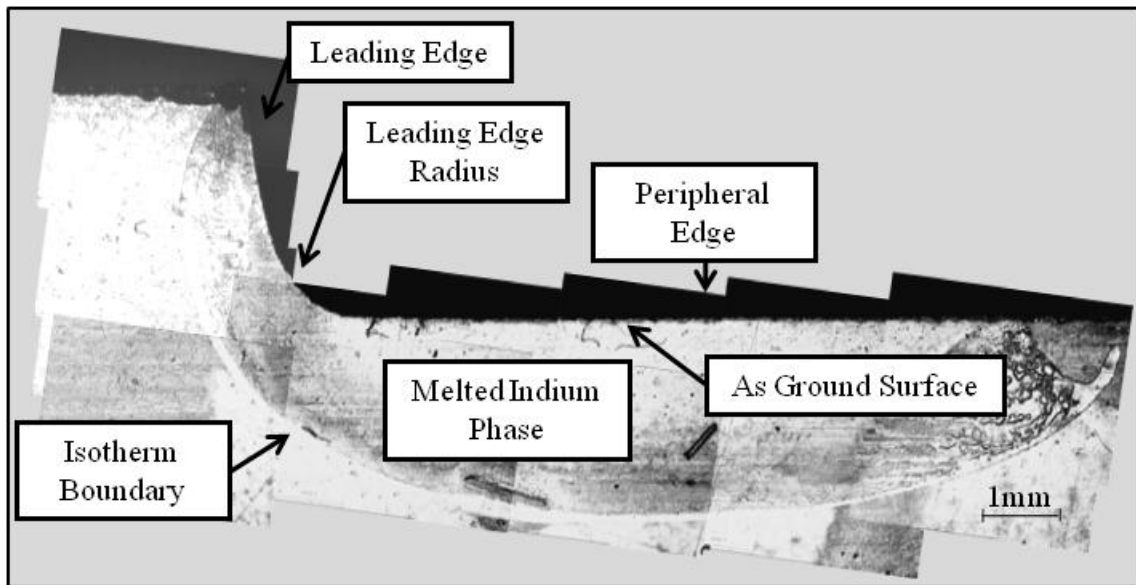 Leading Edge
Leading Edge
Radius
Peripheral
Edge
As Ground Surface
Melted Indium
Phase
Isotherm
Boundary
1mm